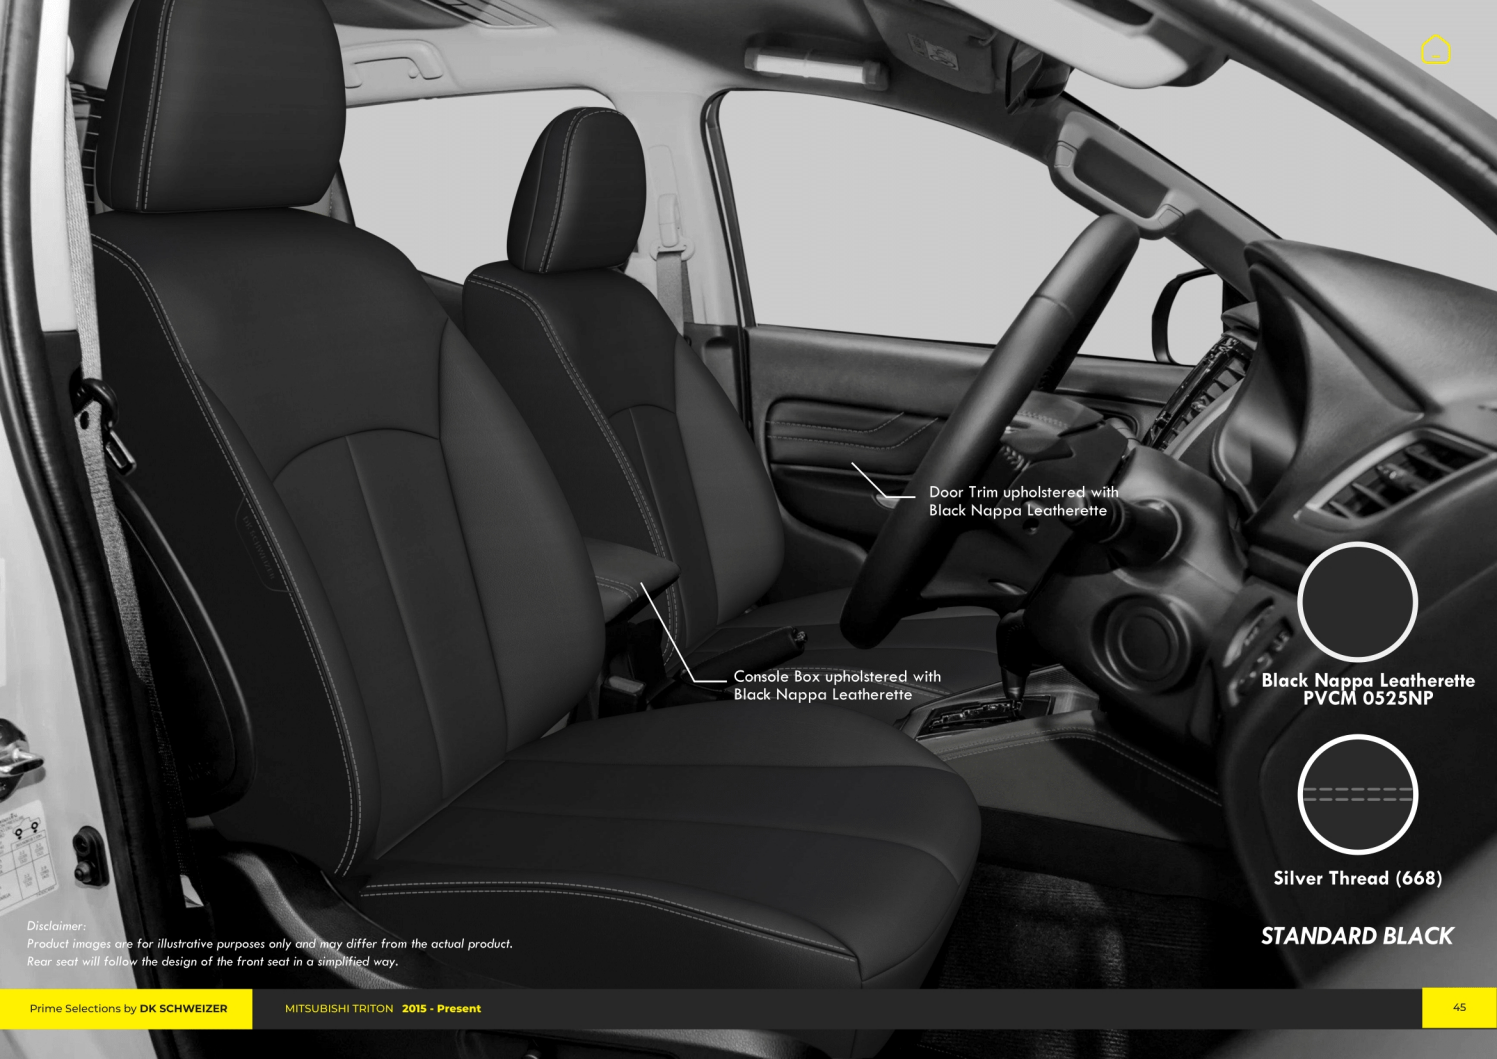 Door Trim upholstered with
Black Nappa Leatherette
Console Box upholstered with
Black Nappa Leatherette
Black Nappa Leatherette
PVCM 0525NP
Silver Thread (668)
STANDARD BLACK
Disclaimer:
Product images are for illustrative purposes only and may differ from the actual product.
Rear seat will follow the design of the front seat in a simplified way.
Prime Selections by DK SCHWEIZER
MITSUBISHI TRITON 2015 - Present
45